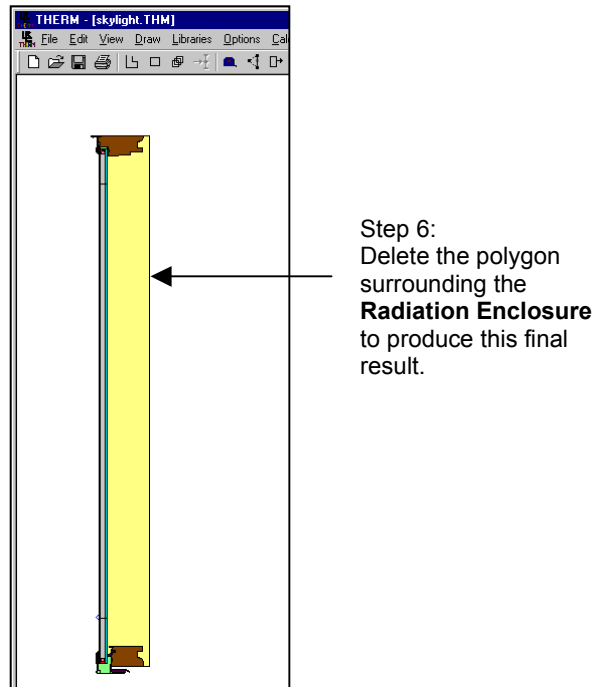 THERM - [skylight.THM]
File Edit View Draw Libraries Options Cal
Step 6:
Delete the polygon
surrounding the
Radiation Enclosure
to produce this final
result.